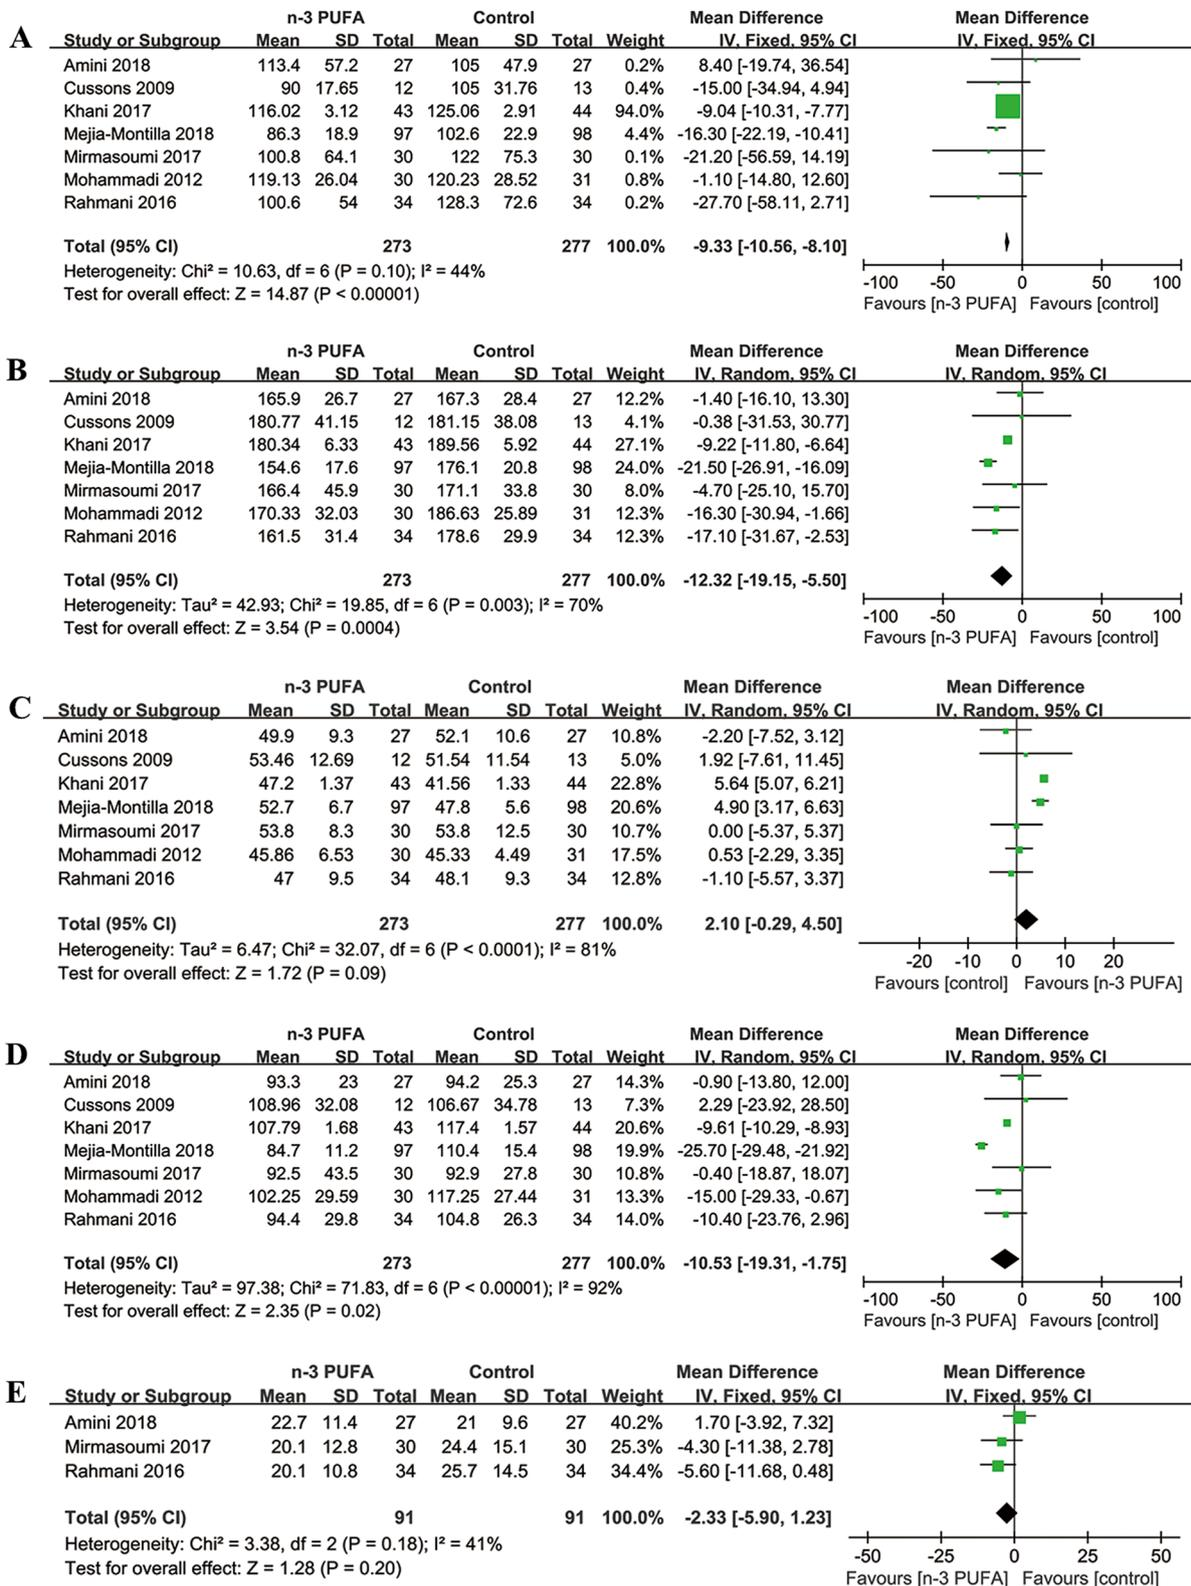 A
n-3 PUFA Control Mean Difference Mean Difference
Study or Subgroup Mean SD Total Mean SD Total Weight IV, Fixed, 95% CI IV, Fixed, 95% CI
Amini 2018 113.4 57.2 27 105 47.9 27 0.2% 8.40 [-19.74, 36.54]
Cussons 2009 90 17.65 12 105 31.76 13 0.4% -15.00 [-34.94, 4.94]
Khani 2017 116.02 3.12 43 125.06 2.91 44 94.0% -9.04 [-10.31, -7.77]
Mejia-Montilla 2018 86.3 18.9 97 102.6 22.9 98 4.4% -16.30 [-22.19, -10.41]
Mirmasoumi 2017 100.8 64.1 30 122 75.3 30 0.1% -21.20 [-56.59, 14.19]
Mohammadi 2012 119.13 26.04 30 120.23 28.52 31 0.8% -1.10 [-14.80, 12.60]
Rahmani 2016 100.6 54 34 128.3 72.6 34 0.2% -27.70 [-58.11, 2.71]
Total (95% CI) 273 277 100.0% -9.33 [-10.56, -8.10]
Heterogeneity: Chi² = 10.63, df = 6 (P = 0.10); I² = 44%
Test for overall effect: Z = 14.87 (P < 0.00001)
-100 -50 0 50 100
Favours [n-3 PUFA] Favours [control]
B
n-3 PUFA Control Mean Difference Mean Difference
Study or Subgroup Mean SD Total Mean SD Total Weight IV, Random, 95% CI IV, Random, 95% CI
Amini 2018 165.9 26.7 27 167.3 28.4 27 12.2% -1.40 [-16.10, 13.30]
Cussons 2009 180.77 41.15 12 181.15 38.08 13 4.1% -0.38 [-31.53, 30.77]
Khani 2017 180.34 6.33 43 189.56 5.92 44 27.1% -9.22 [-11.80, -6.64]
Mejia-Montilla 2018 154.6 17.6 97 176.1 20.8 98 24.0% -21.50 [-26.91, -16.09]
Mirmasoumi 2017 166.4 45.9 30 171.1 33.8 30 8.0% -4.70 [-25.10, 15.70]
Mohammadi 2012 170.33 32.03 30 186.63 25.89 31 12.3% -16.30 [-30.94, -1.66]
Rahmani 2016 161.5 31.4 34 178.6 29.9 34 12.3% -17.10 [-31.67, -2.53]
Total (95% CI) 273 277 100.0% -12.32 [-19.15, -5.50]
Heterogeneity: Tau² = 42.93; Chi² = 19.85, df = 6 (P = 0.003); I² = 70%
Test for overall effect: Z = 3.54 (P = 0.0004)
-100 -50 0 50 100
Favours [n-3 PUFA] Favours [control]
C
n-3 PUFA Control Mean Difference Mean Difference
Study or Subgroup Mean SD Total Mean SD Total Weight IV, Random, 95% CI IV, Random, 95% CI
Amini 2018 49.9 9.3 27 52.1 10.6 27 10.8% -2.20 [-7.52, 3.12]
Cussons 2009 53.46 12.69 12 51.54 11.54 13 5.0% 1.92 [-7.61, 11.45]
Khani 2017 47.2 1.37 43 41.56 1.33 44 22.8% 5.64 [5.07, 6.21]
Mejia-Montilla 2018 52.7 6.7 97 47.8 5.6 98 20.6% 4.90 [3.17, 6.63]
Mirmasoumi 2017 53.8 8.3 30 53.8 12.5 30 10.7% 0.00 [-5.37, 5.37]
Mohammadi 2012 45.86 6.53 30 45.33 4.49 31 17.5% 0.53 [-2.29, 3.35]
Rahmani 2016 47 9.5 34 48.1 9.3 34 12.8% -1.10 [-5.57, 3.37]
Total (95% CI) 273 277 100.0% 2.10 [-0.29, 4.50]
Heterogeneity: Tau² = 6.47; Chi² = 32.07, df = 6 (P < 0.0001); I² = 81%
Test for overall effect: Z = 1.72 (P = 0.09)
-20 -10 0 10 20
Favours [control] Favours [n-3 PUFA]
D
n-3 PUFA Control Mean Difference Mean Difference
Study or Subgroup Mean SD Total Mean SD Total Weight IV, Random, 95% CI IV, Random, 95% CI
Amini 2018 93.3 23 27 94.2 25.3 27 14.3% -0.90 [-13.80, 12.00]
Cussons 2009 108.96 32.08 12 106.67 34.78 13 7.3% 2.29 [-23.92, 28.50]
Khani 2017 107.79 1.68 43 117.4 1.57 44 20.6% -9.61 [-10.29, -8.93]
Mejia-Montilla 2018 84.7 11.2 97 110.4 15.4 98 19.9% -25.70 [-29.48, -21.92]
Mirmasoumi 2017 92.5 43.5 30 92.9 27.8 30 10.8% -0.40 [-18.87, 18.07]
Mohammadi 2012 102.25 29.59 30 117.25 27.44 31 13.3% -15.00 [-29.33, -0.67]
Rahmani 2016 94.4 29.8 34 104.8 26.3 34 14.0% -10.40 [-23.76, 2.96]
Total (95% CI) 273 277 100.0% -10.53 [-19.31, -1.75]
Heterogeneity: Tau² = 97.38; Chi² = 71.83, df = 6 (P < 0.00001); I² = 92%
Test for overall effect: Z = 2.35 (P = 0.02)
-100 -50 0 50 100
Favours [n-3 PUFA] Favours [control]
E
n-3 PUFA Control Mean Difference Mean Difference
Study or Subgroup Mean SD Total Mean SD Total Weight IV, Fixed, 95% CI IV, Fixed, 95% CI
Amini 2018 22.7 11.4 27 21 9.6 27 40.2% 1.70 [-3.92, 7.32]
Mirmasoumi 2017 20.1 12.8 30 24.4 15.1 30 25.3% -4.30 [-11.38, 2.78]
Rahmani 2016 20.1 10.8 34 25.7 14.5 34 34.4% -5.60 [-11.68, 0.48]
Total (95% CI) 91 91 100.0% -2.33 [-5.90, 1.23]
Heterogeneity: Chi² = 3.38, df = 2 (P = 0.18); I² = 41%
Test for overall effect: Z = 1.28 (P = 0.20)
-50 -25 0 25 50
Favours [n-3 PUFA] Favours [control]